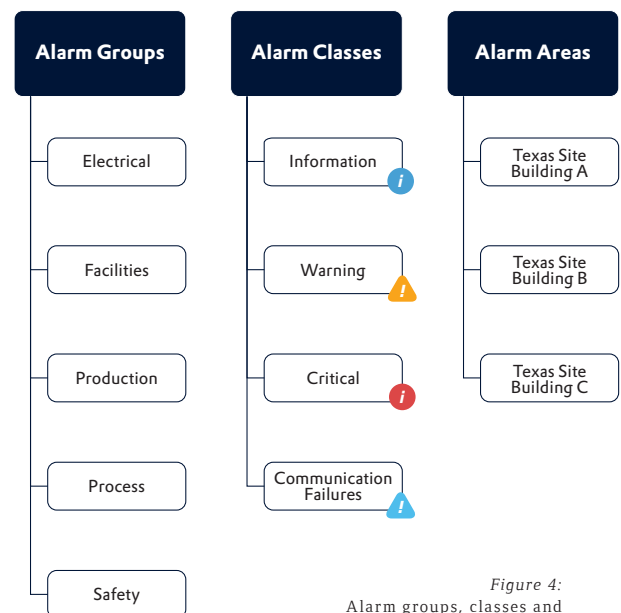 Alarm Groups
Electrical
Facilities
Production
Process
Safety
Alarm Classes
Information
i
Warning
!
Critical
i
Communication
Failures
!
Alarm Areas
Texas Site
Building A
Texas Site
Building B
Texas Site
Building C
Figure 4:
Alarm groups, classes and